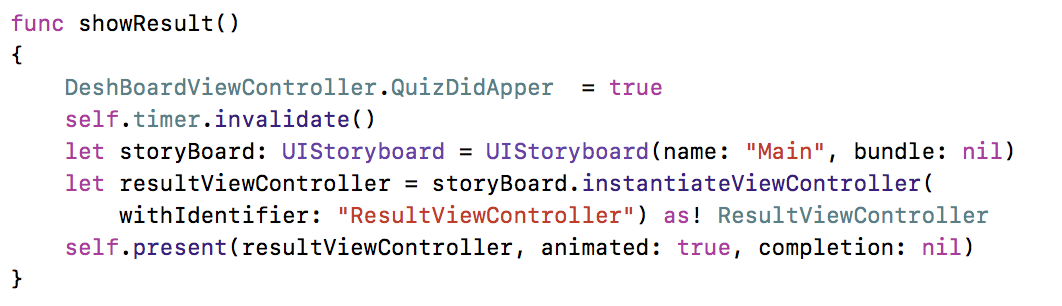 func showResult()
{
    DeshBoardViewController.QuizDidApper  = true
    self.timer.invalidate()
    let storyBoard: UIStoryboard = UIStoryboard(name: "Main", bundle: nil)
    let resultViewController = storyBoard.instantiateViewController(
        withIdentifier: "ResultViewController") as! ResultViewController
    self.present(resultViewController, animated: true, completion: nil)
}